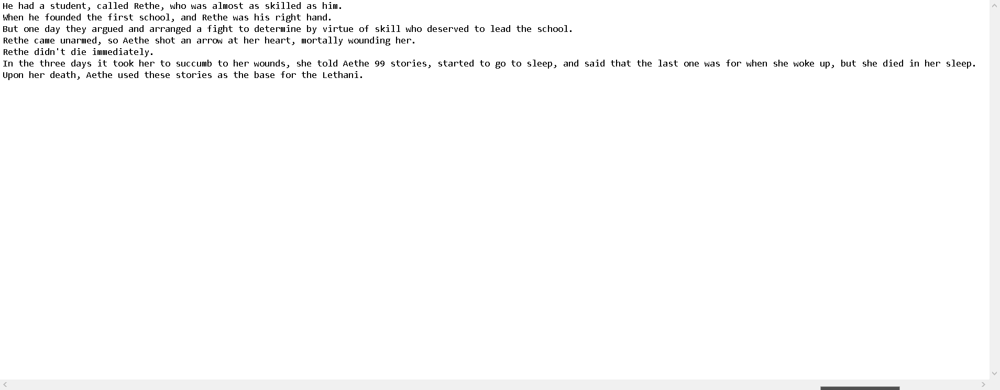 He had a student, called Rethe, who was almost as skilled as him.
When he founded the first school, and Rethe was his right hand.
But one day they argued and arranged a fight to determine by virtue of skill who deserved to lead the school.
Rethe came unarmed, so Aethe shot an arrow at her heart, mortally wounding her.
Rethe didn't die immediately.
In the three days it took her to succumb to her wounds, she told Aethe 99 stories, started to go to sleep, and said that the last one was for when she woke up, but she died in her sleep.
Upon her death, Aethe used these stories as the base for the Lethani.